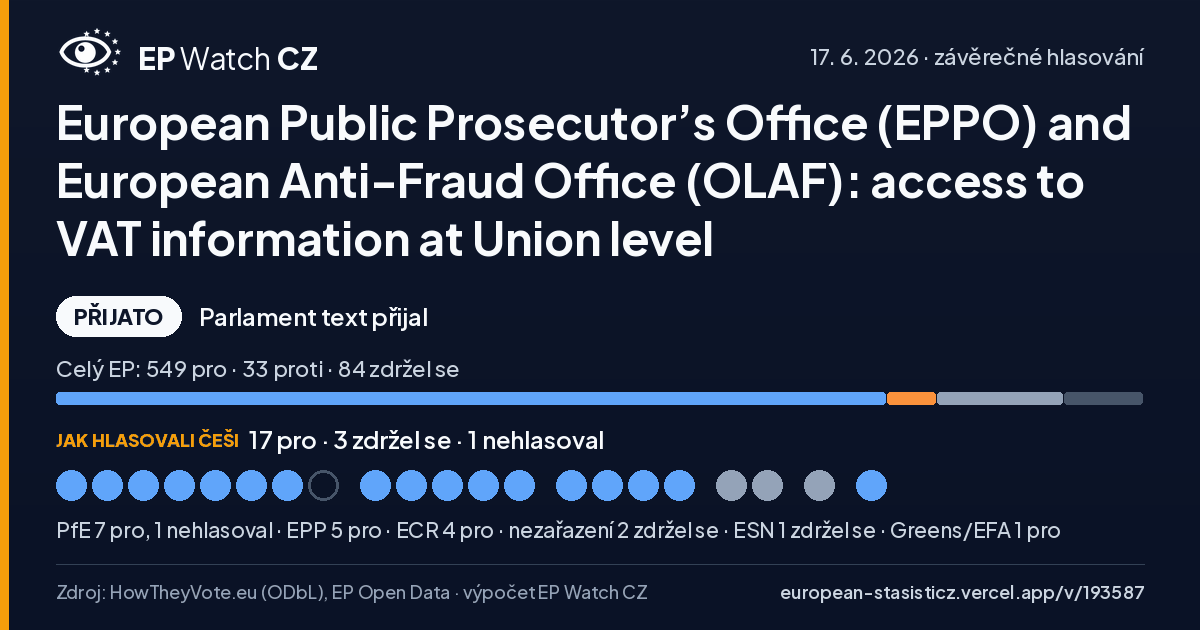 EP Watch CZ
17. 6. 2026 · závěrečné hlasování
European Public Prosecutor’s Office (EPPO) and
European Anti-Fraud Office (OLAF): access to
VAT information at Union level
PŘIJATO Parlament text přijal
Celý EP: 549 pro · 33 proti · 84 zdržel se
JAK HLASOVALI ČEŠI 17 pro · 3 zdržel se · 1 nehlasoval
PfE 7 pro, 1 nehlasoval · EPP 5 pro · ECR 4 pro · nezařazení 2 zdržel se · ESN 1 zdržel se · Greens/EFA 1 pro
Zdroj: HowTheyVote.eu (ODbL), EP Open Data · výpočet EP Watch CZ
european-stasisticz.vercel.app/v/193587